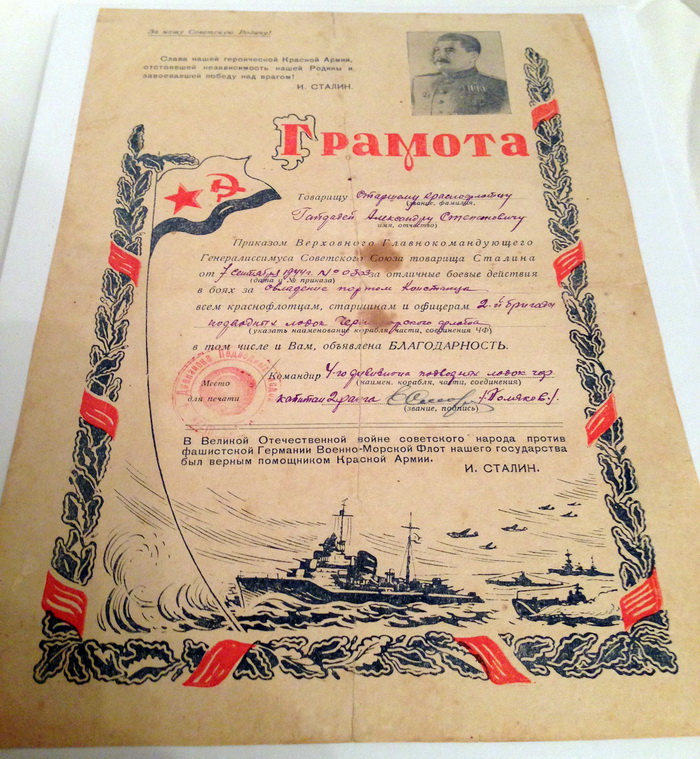 За нашу Советскую Родину!
Слава нашей героической Красной Армии,
отстоявшей независимость нашей Родины и
завоевавшей победу над врагом!
И. СТАЛИН.
Грамота
Товарищу Старшему краснофлотцу
(звание, фамилия,
Александру Степановичу
имя, отчество)
Приказом Верховного Главнокомандующего
Генералиссимуса Советского Союза товарища Сталина
от 7 сентября 1944г. № 0303 за отличные боевые действия
(дата и № приказа)
в боях за Овладение портом Констанца
всем краснофлотцам, старшинам и офицерам 2-й бригады
подводных лодок Черноморского флота
(указать наименование корабля, части, соединения ЧФ)
в том числе и Вам, объявлена БЛАГОДАРНОСТЬ.
Командир 4-го дивизиона подводных лодок ЧФ.
(наимен. корабля, части, соединения)
Место
для печати
капитан 2 ранга
(звание, подпись)
В Великой Отечественной войне советского народа против
фашистской Германии Военно-Морской Флот нашего государства
был верным помощником Красной Армии.
И. СТАЛИН.